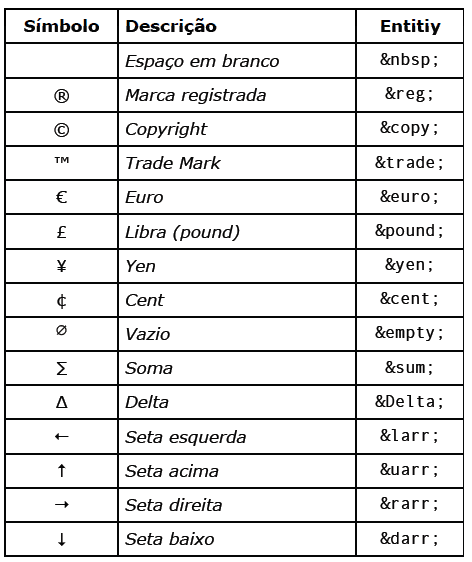 Símbolo Descrição Entitiy
Espaço em branco &nbsp;
® Marca registrada &reg;
© Copyright &copy;
™ Trade Mark &trade;
€ Euro &euro;
£ Libra (pound) &pound;
¥ Yen &yen;
¢ Cent &cent;
∅ Vazio &empty;
∑ Soma &sum;
Δ Delta &Delta;
← Seta esquerda &larr;
↑ Seta acima &uarr;
→ Seta direita &rarr;
↓ Seta baixo &darr;